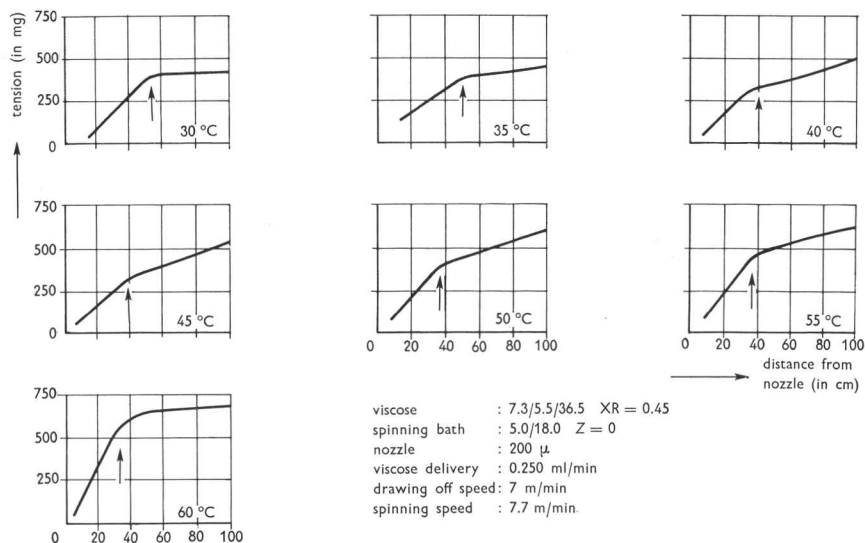 tension (in mg)
750
500
250
0
30 °C
35 °C
40 °C
750
500
250
0
45 °C
50 °C
55 °C
0 20 40 60 80 100
0 20 40 60 80 100
distance from
nozzle (in cm)
750
500
250
60 °C
0 20 40 60 80 100
viscose : 7.3/5.5/36.5 XR = 0.45
spinning bath : 5.0/18.0 Z = 0
nozzle : 200 μ
viscose delivery : 0.250 ml/min
drawing off speed: 7 m/min
spinning speed : 7.7 m/min